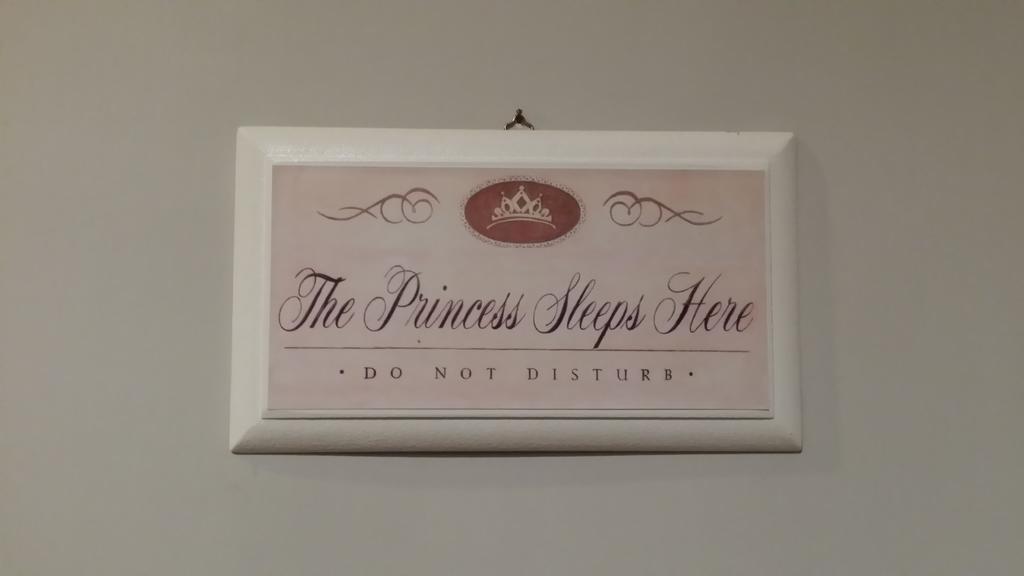 The Princess Sleeps Here
• DO NOT DISTURB •